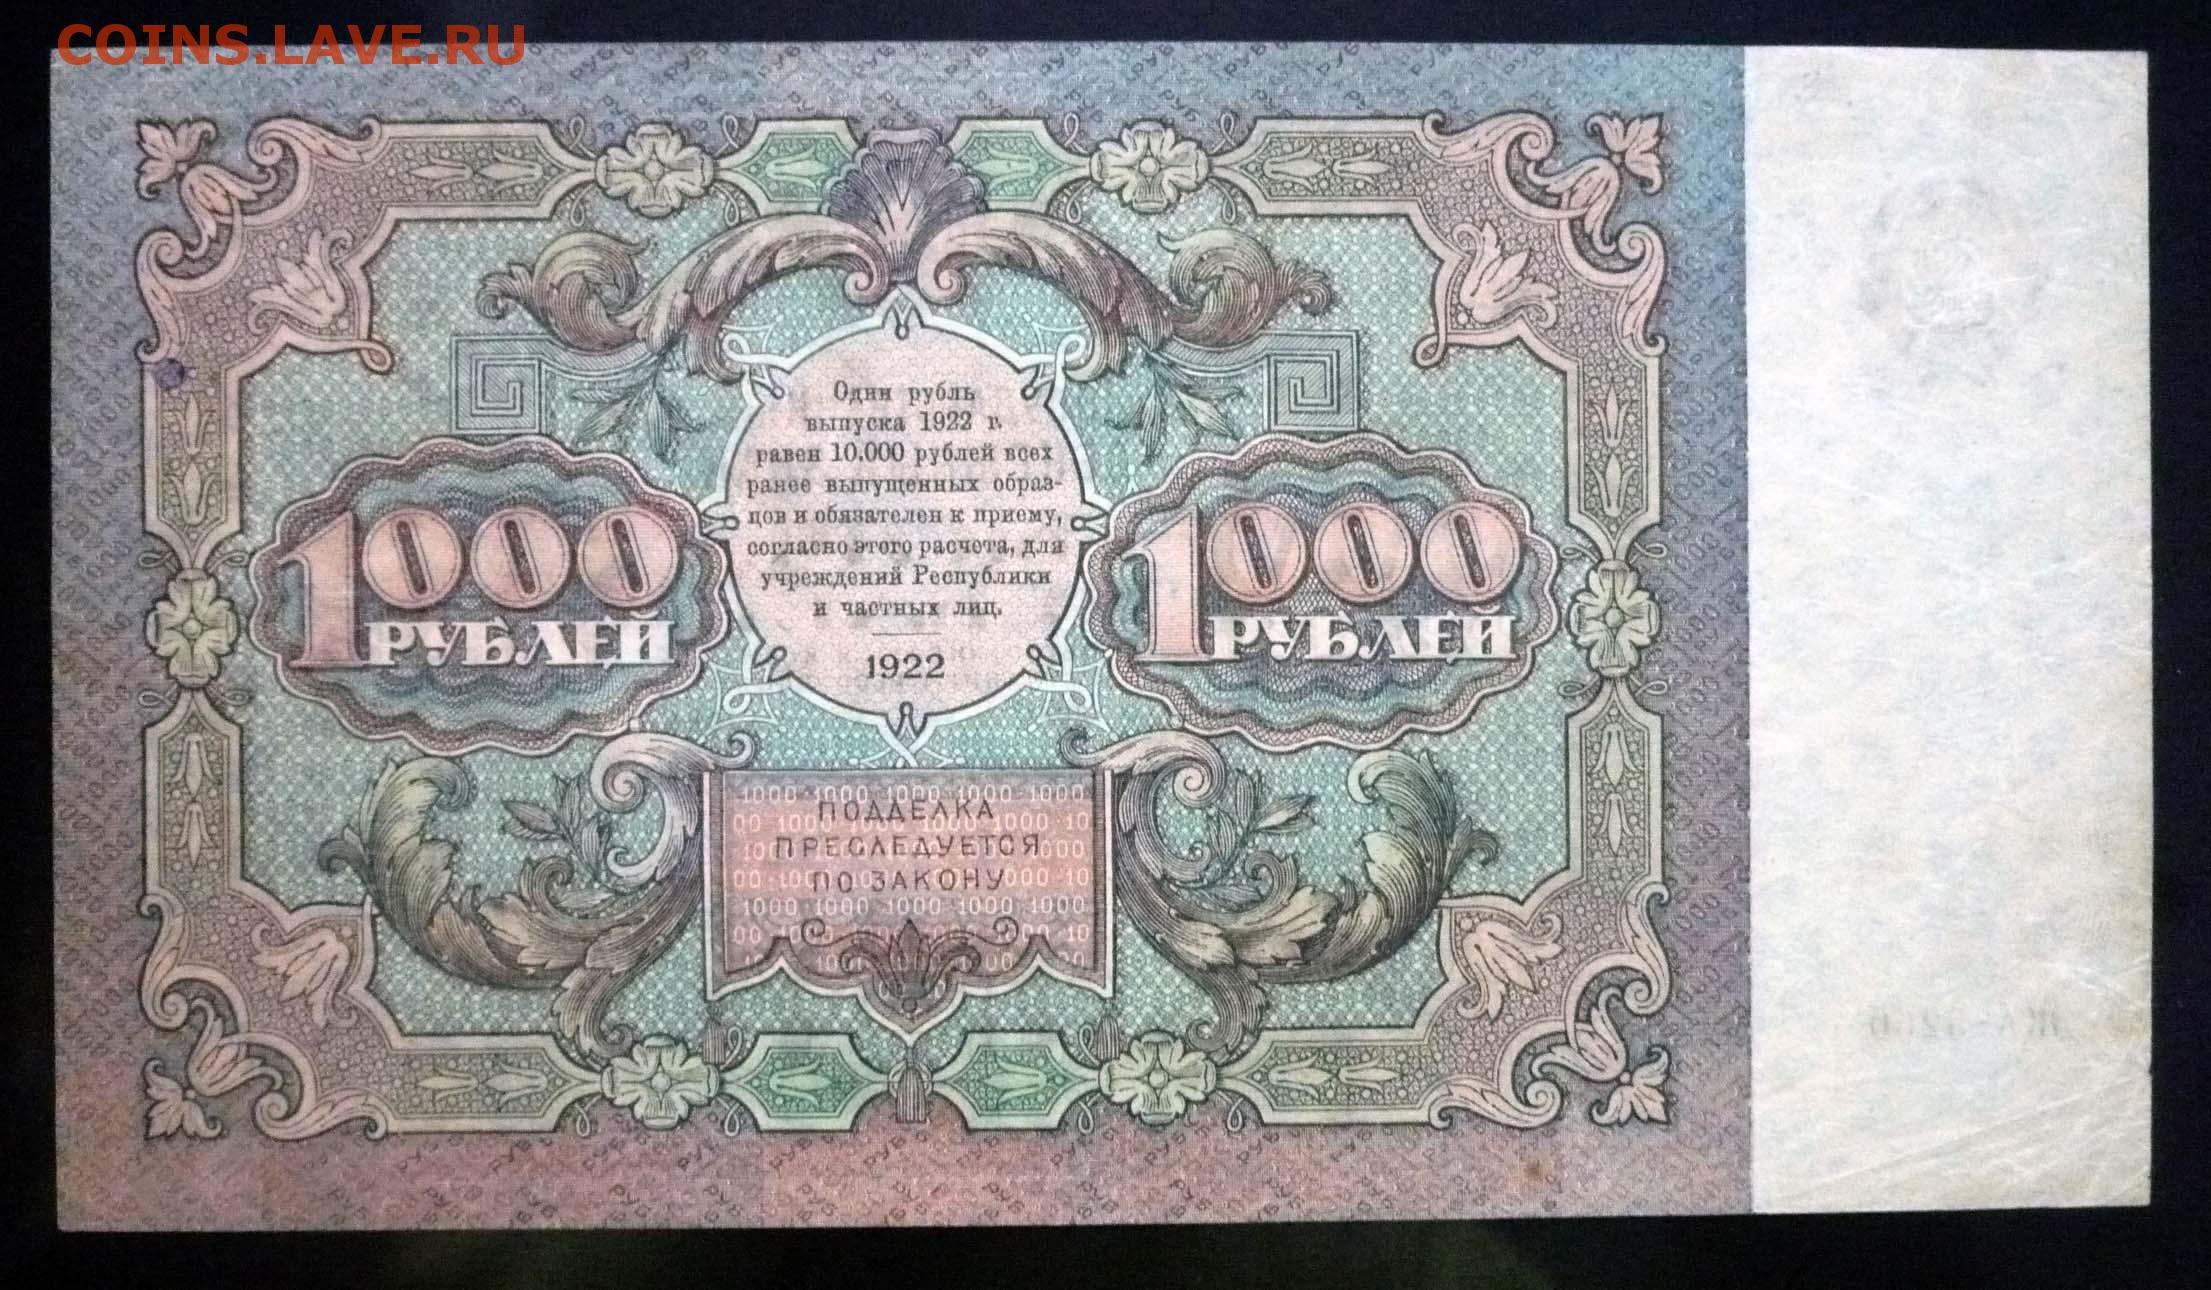 COINS.LAVE.RU
Один рубль
выпуска 1922 г.
равен 10.000 рублей всех
ранее выпущенных образ-
цов и обязателен к приему,
согласно этого расчета, для
учреждений Республики
и частных лиц.
1922
1000
РУБЛЕЙ
1000
РУБЛЕЙ
ПОДДЕЛКА
ПРЕСЛЕДУЕТСЯ
ПО ЗАКОНУ